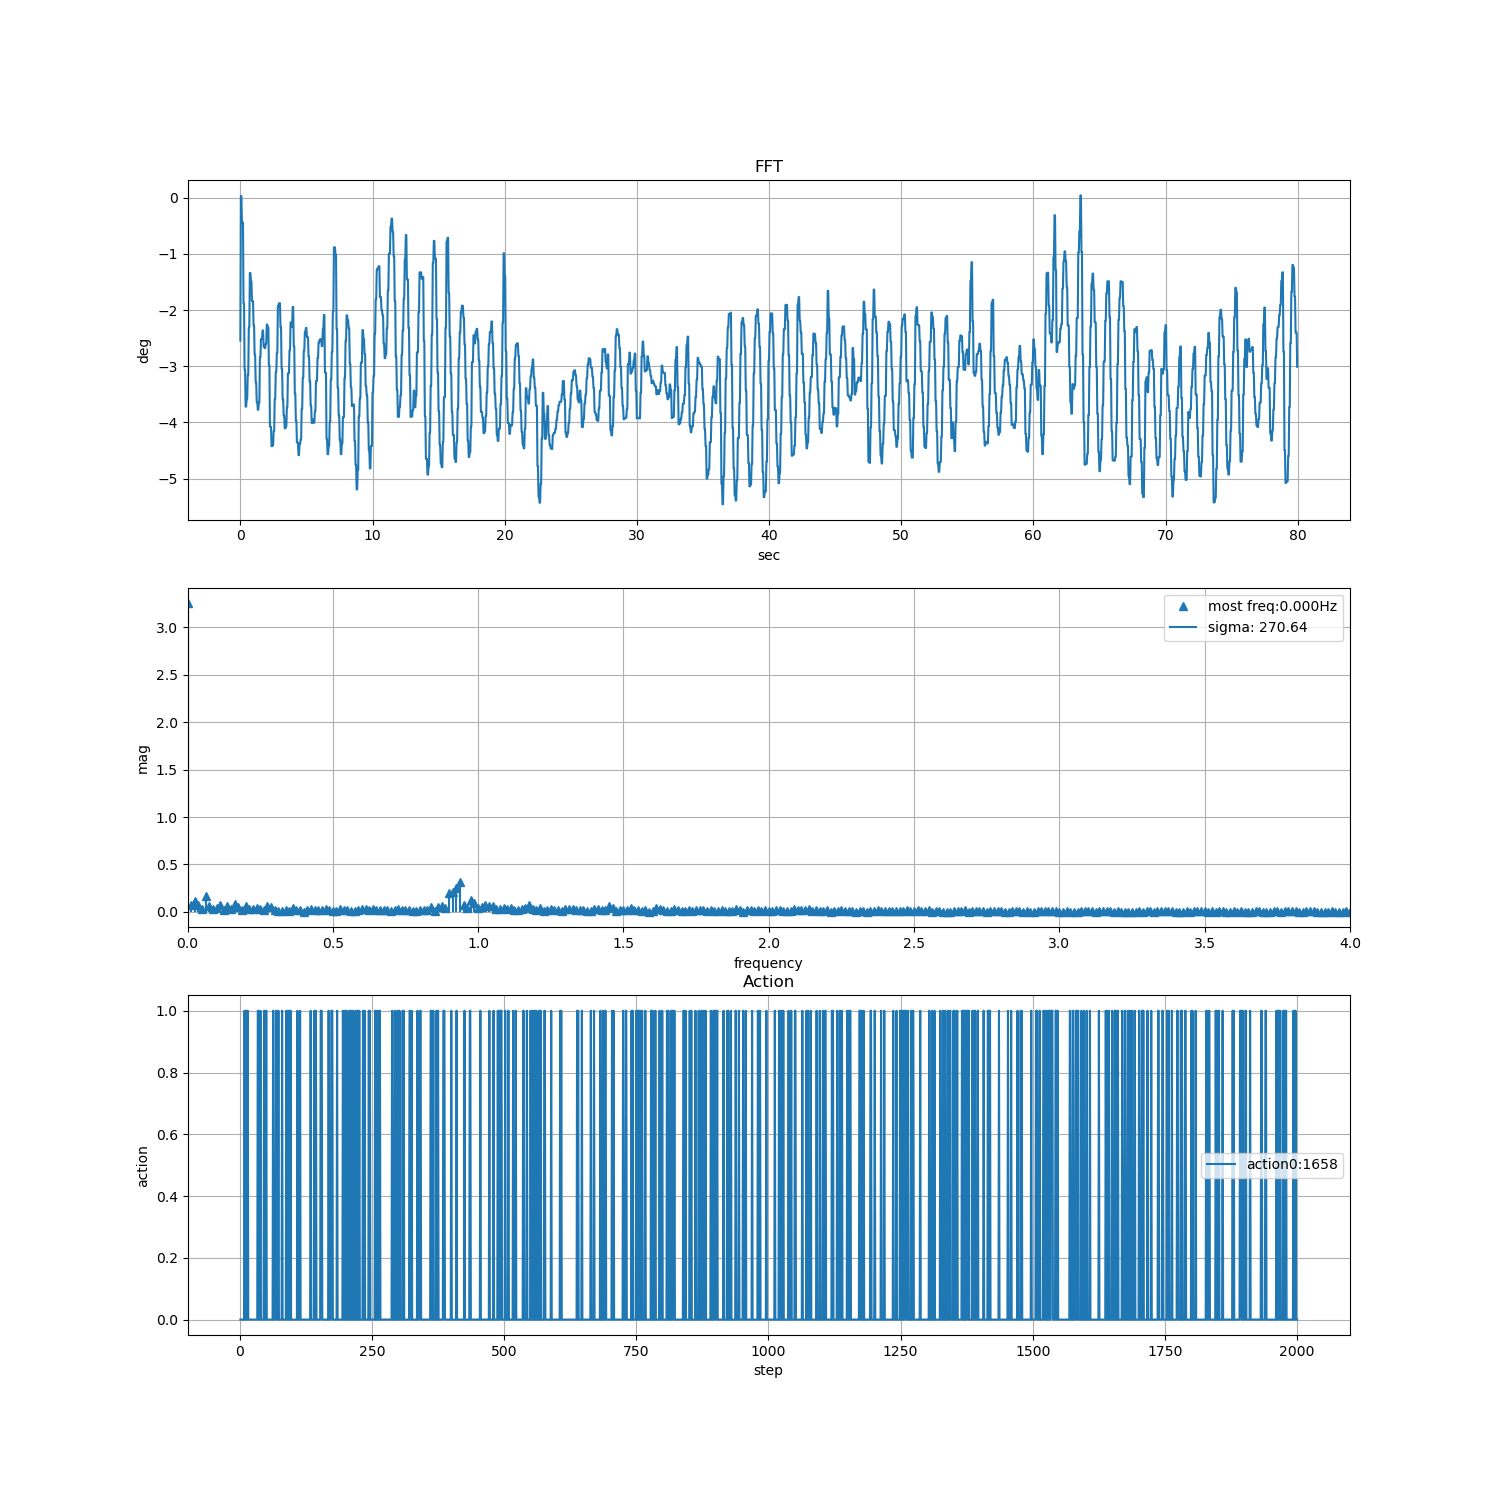 FFT
0
−1
−2
−3
−4
−5
deg
0 10 20 30 40 50 60 70 80
sec
most freq:0.000Hz
sigma: 270.64
3.0
2.5
2.0
1.5
1.0
0.5
0.0
mag
0.0 0.5 1.0 1.5 2.0 2.5 3.0 3.5 4.0
frequency
Action
1.0
0.8
0.6
0.4
0.2
0.0
action
action0:1658
0 250 500 750 1000 1250 1500 1750 2000
step